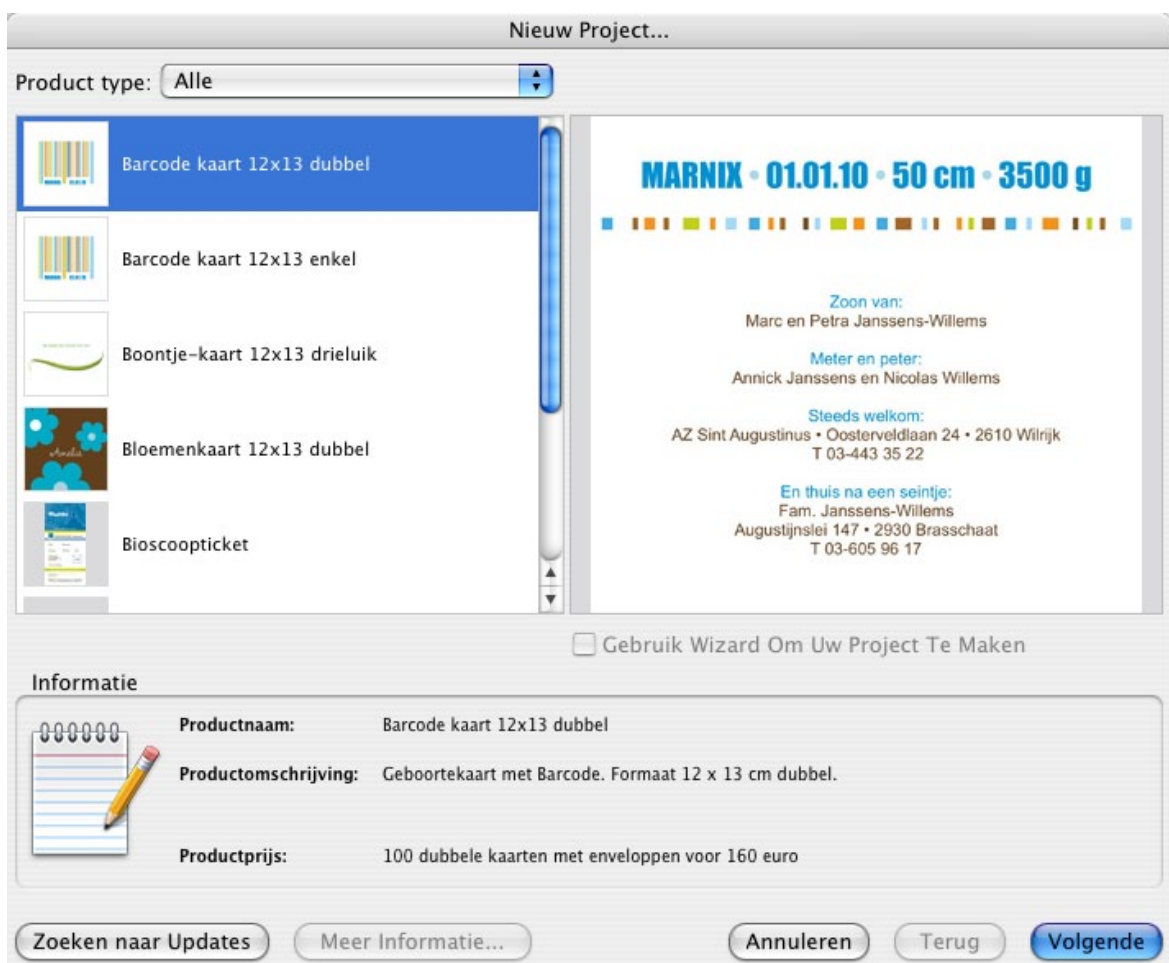 Nieuw Project...
Product type: Alle
Barcode kaart 12x13 dubbel
Barcode kaart 12x13 enkel
Boontje-kaart 12x13 drieluik
Amelie
Bloemenkaart 12x13 dubbel
Bioscoopticket
MARNIX • 01.01.10 • 50 cm • 3500 g
Zoon van:
Marc en Petra Janssens-Willems
Meter en peter:
Annick Janssens en Nicolas Willems
Steeds welkom:
AZ Sint Augustinus • Oosterveldlaan 24 • 2610 Wilrijk
T 03-443 35 22
En thuis na een seintje:
Fam. Janssens-Willems
Augustijnslei 147 • 2930 Brasschaat
T 03-605 96 17
Gebruik Wizard Om Uw Project Te Maken
Informatie
Productnaam: Barcode kaart 12x13 dubbel
Productomschrijving: Geboortekaart met Barcode. Formaat 12 x 13 cm dubbel.
Productprijs: 100 dubbele kaarten met enveloppen voor 160 euro
Zoeken naar Updates Meer Informatie... Annuleren Terug Volgende